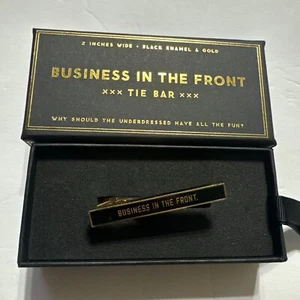 2 INCHES WIDE • BLACK ENAMEL & GOLD
BUSINESS IN THE FRONT
××× TIE BAR ×××
WHY SHOULD THE UNDERDRESSED HAVE ALL THE FUN?
BUSINESS IN THE FRONT.